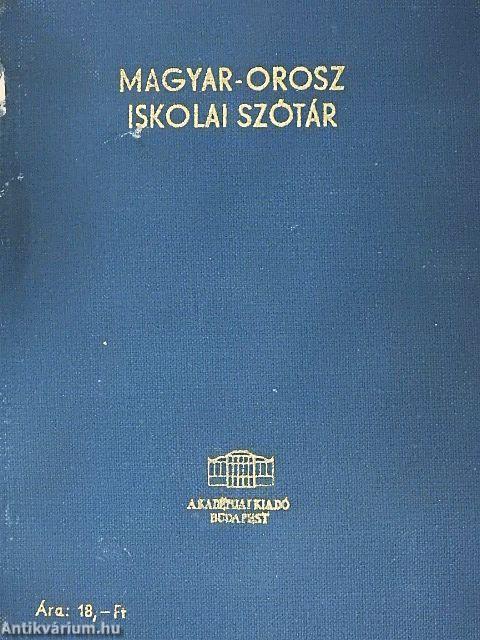 MAGYAR-OROSZ
ISKOLAI SZÓTÁR
AKADÉMIAI KIADÓ
BUDAPEST
Ára: 18,–Ft
Antikvárium.hu